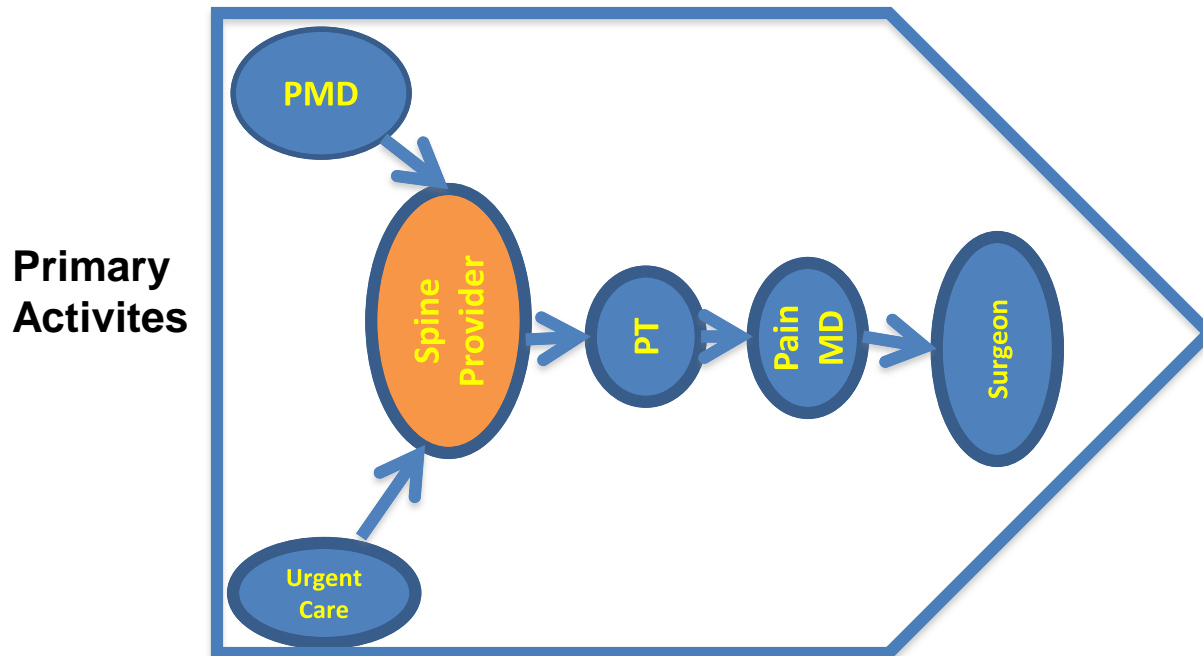 PMD
Primary
Activites
Spine
Provider
PT
Pain
MD
Surgeon
Urgent
Care